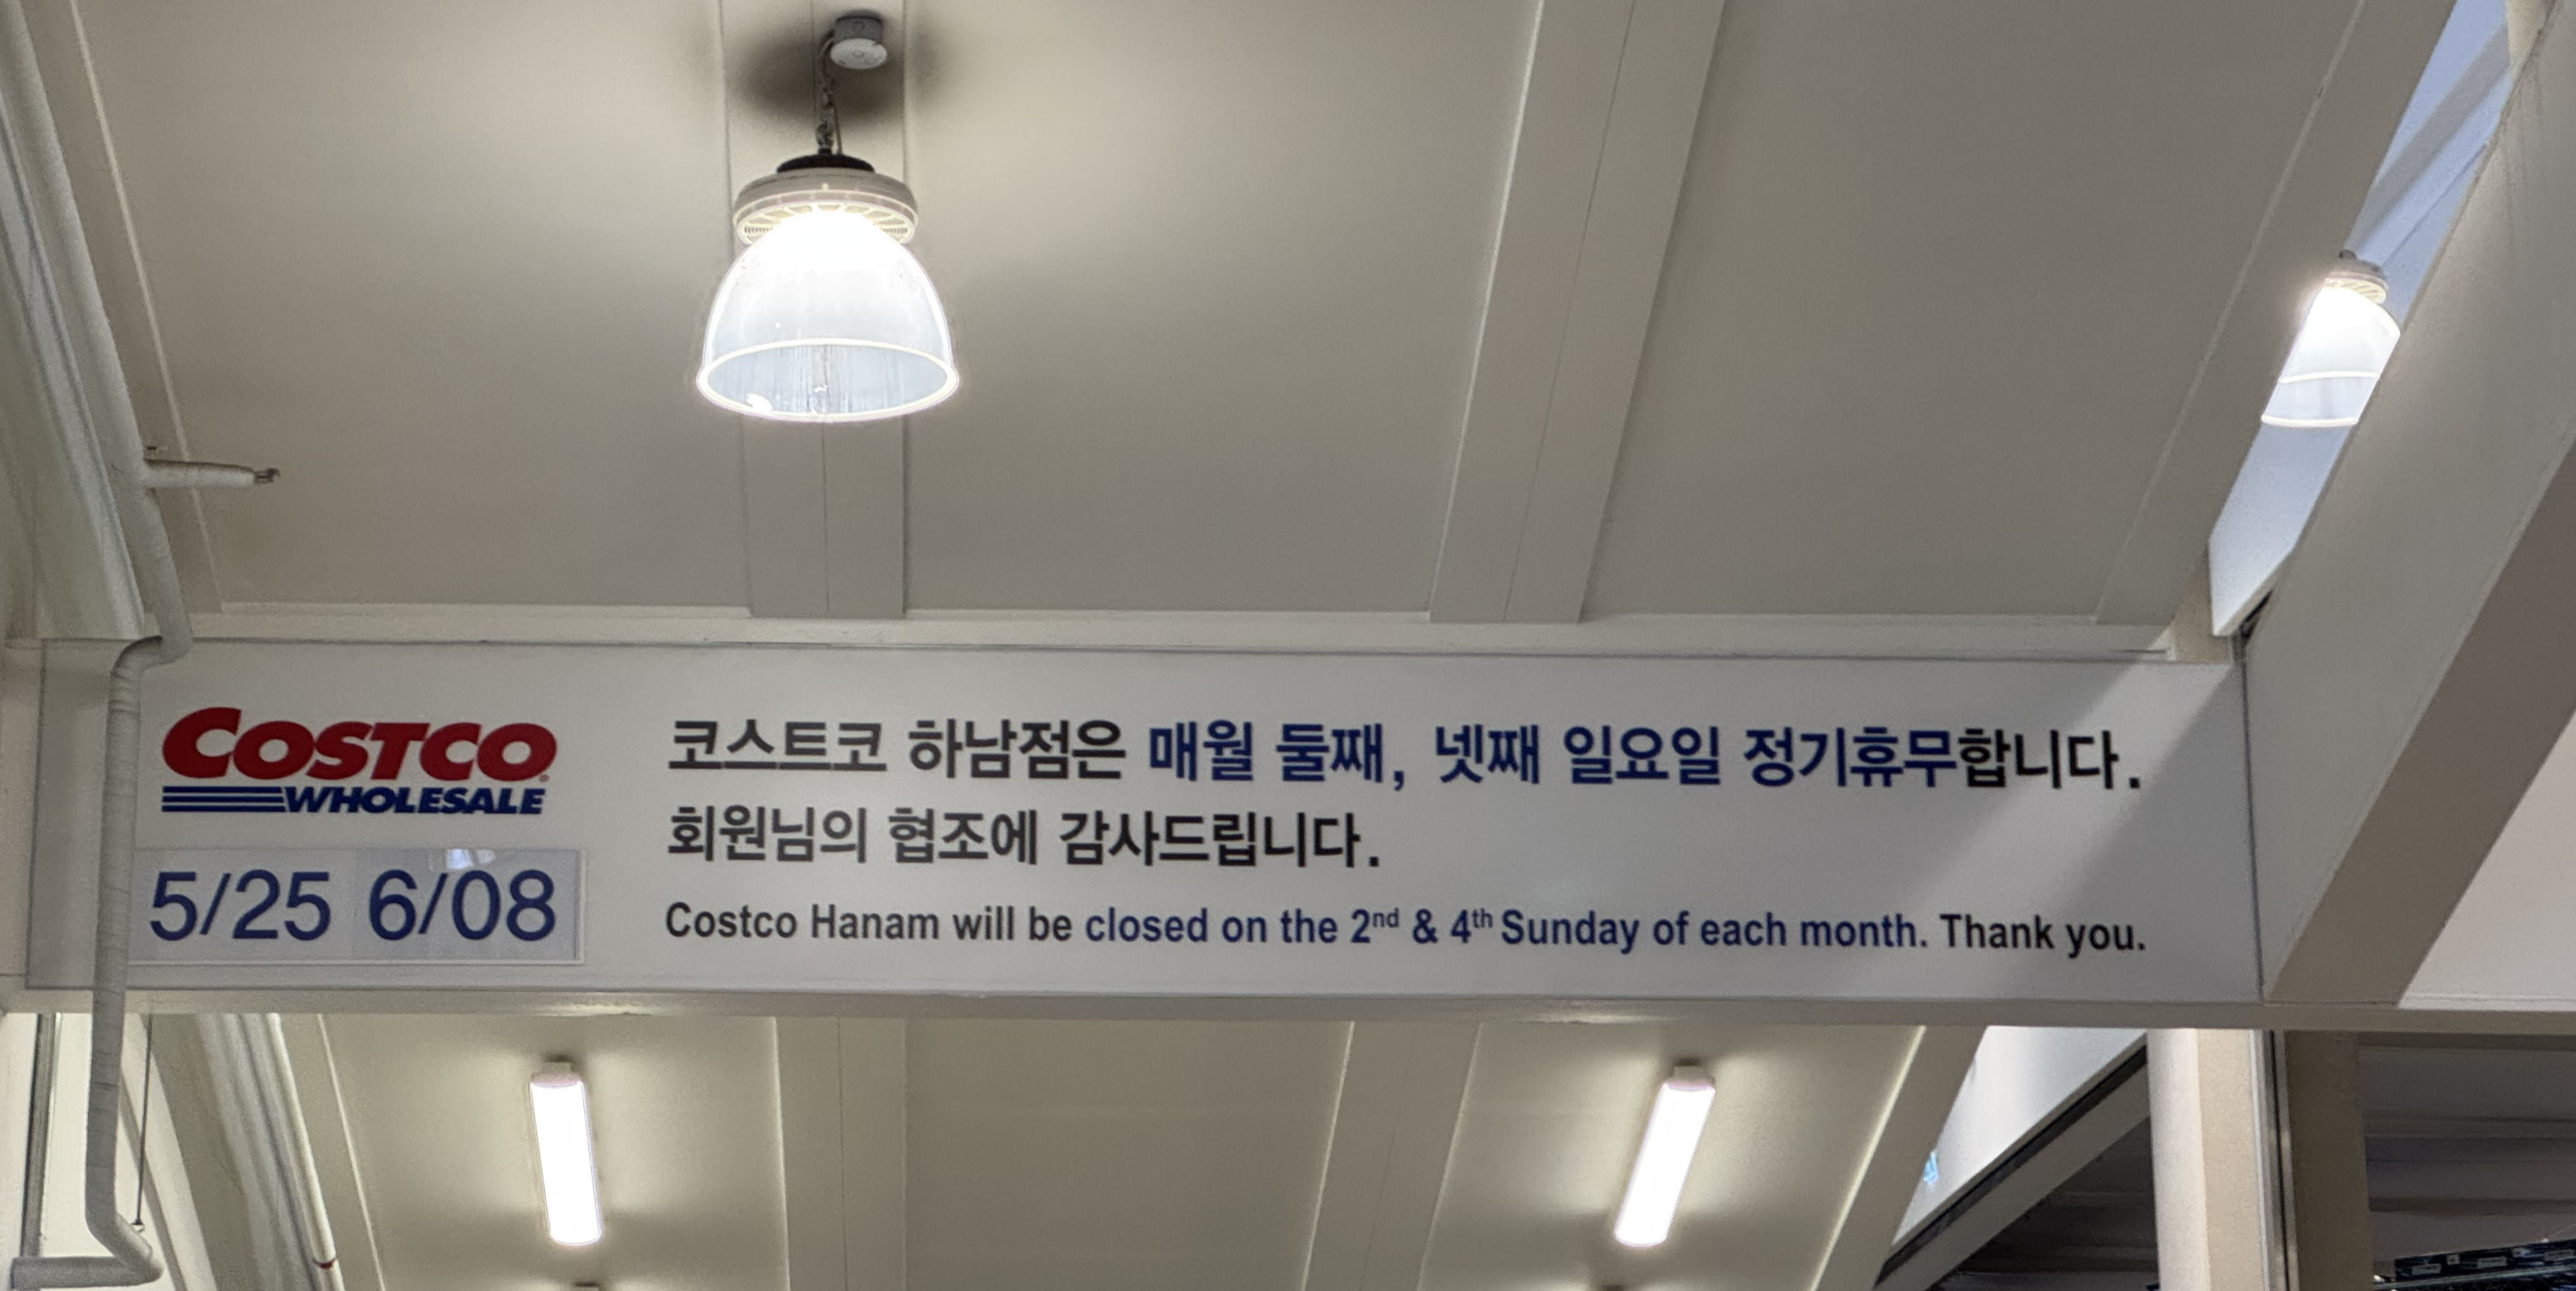 COSTCO
WHOLESALE
5/25 6/08
코스트코 하남점은 매월 둘째, 넷째 일요일 정기휴무합니다.
회원님의 협조에 감사드립니다.
Costco Hanam will be closed on the 2nd & 4th Sunday of each month. Thank you.